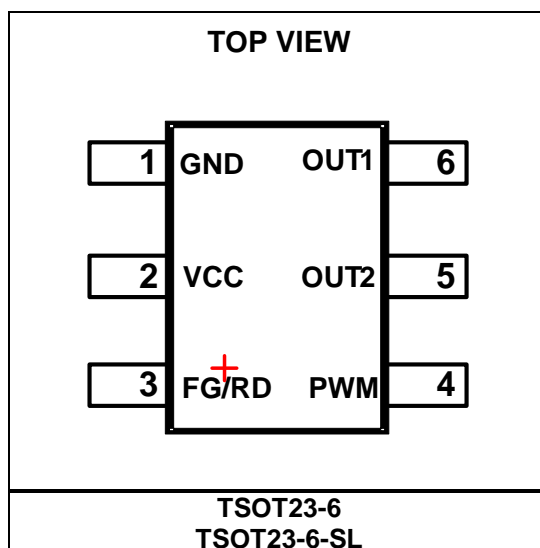 TOP VIEW
1 GND OUT1 6
2 VCC OUT2 5
3 FG/RD PWM 4
TSOT23-6
TSOT23-6-SL